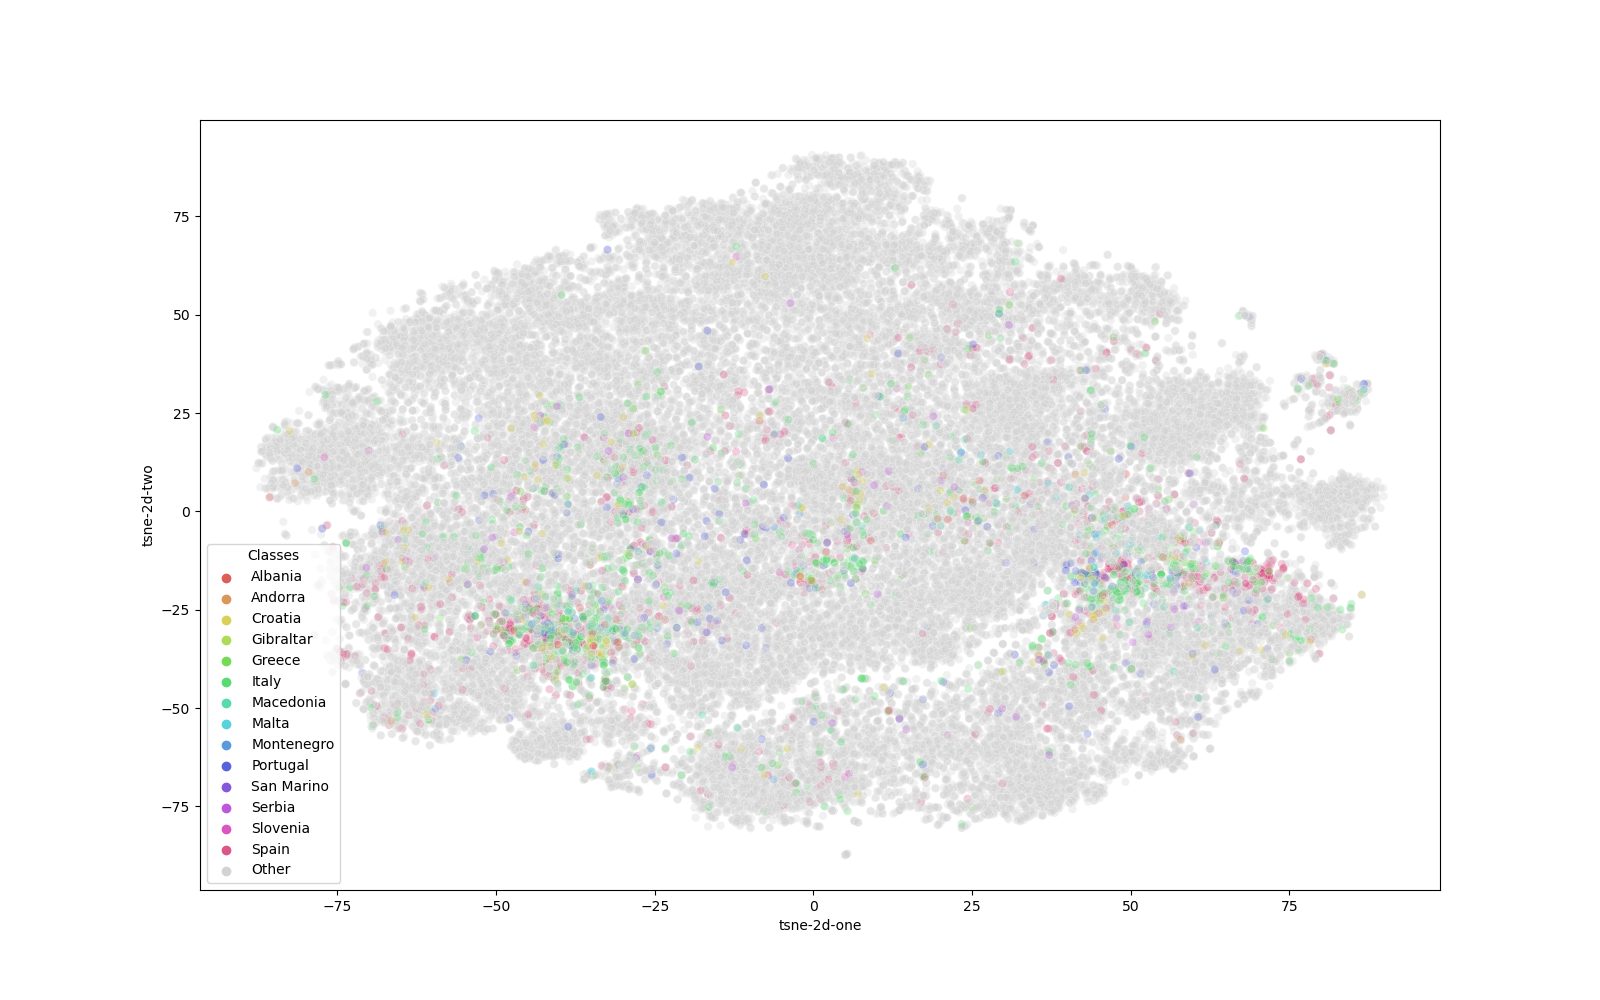 75
50
25
0
−25
−50
−75
tsne-2d-two
Classes
Albania
Andorra
Croatia
Gibraltar
Greece
Italy
Macedonia
Malta
Montenegro
Portugal
San Marino
Serbia
Slovenia
Spain
Other
−75 −50 −25 0 25 50 75
tsne-2d-one